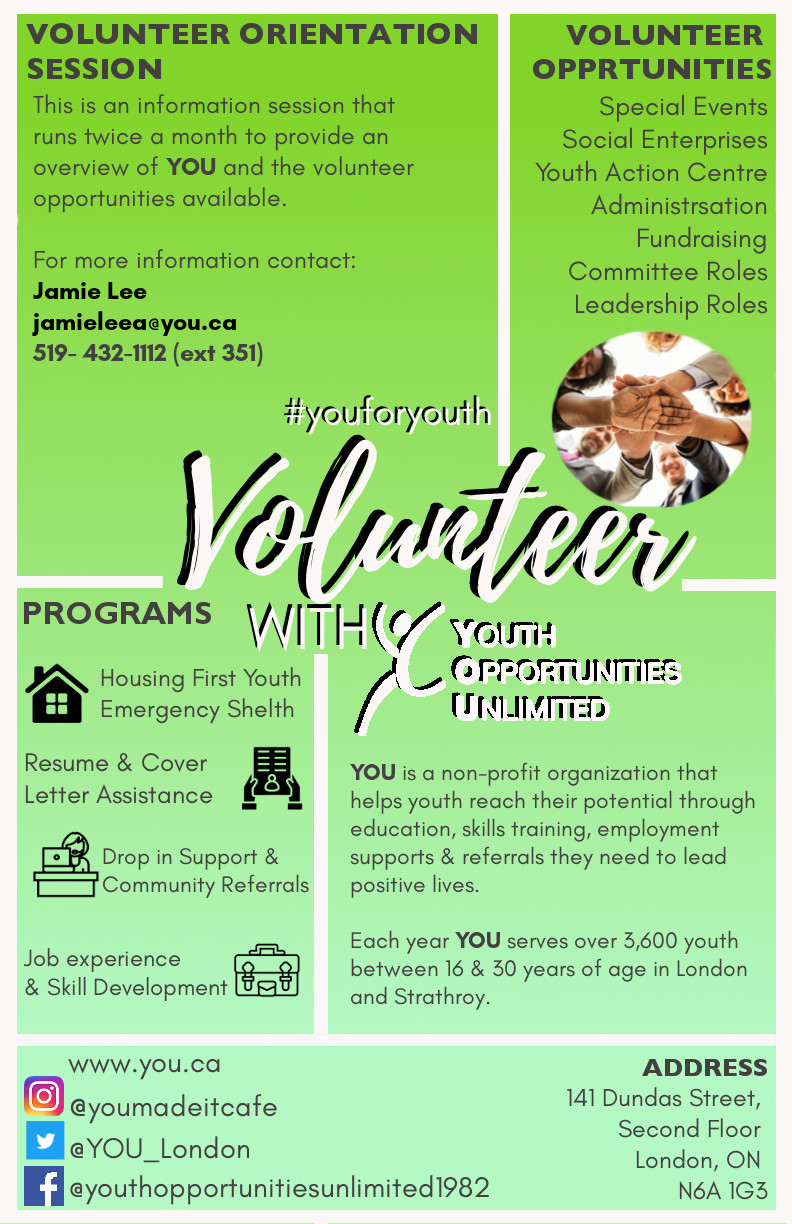 VOLUNTEER ORIENTATION
SESSION
This is an information session that
runs twice a month to provide an
overview of YOU and the volunteer
opportunities available.
For more information contact:
Jamie Lee
jamieleea@you.ca
519- 432-1112 (ext 351)
VOLUNTEER
OPPRTUNITIES
Special Events
Social Enterprises
Youth Action Centre
Administrsation
Fundraising
Committee Roles
Leadership Roles
#youforyouth
Volunteer
WITH
YOUTH
OPPORTUNITIES
UNLIMITED
PROGRAMS
Housing First Youth
Emergency Shelth
Resume & Cover
Letter Assistance
Drop in Support &
Community Referrals
Job experience
& Skill Development
YOU is a non-profit organization that
helps youth reach their potential through
education, skills training, employment
supports & referrals they need to lead
positive lives.
Each year YOU serves over 3,600 youth
between 16 & 30 years of age in London
and Strathroy.
www.you.ca
@youmadeitcafe
@YOU_London
@youthopportunitiesunlimited1982
ADDRESS
141 Dundas Street,
Second Floor
London, ON
N6A 1G3